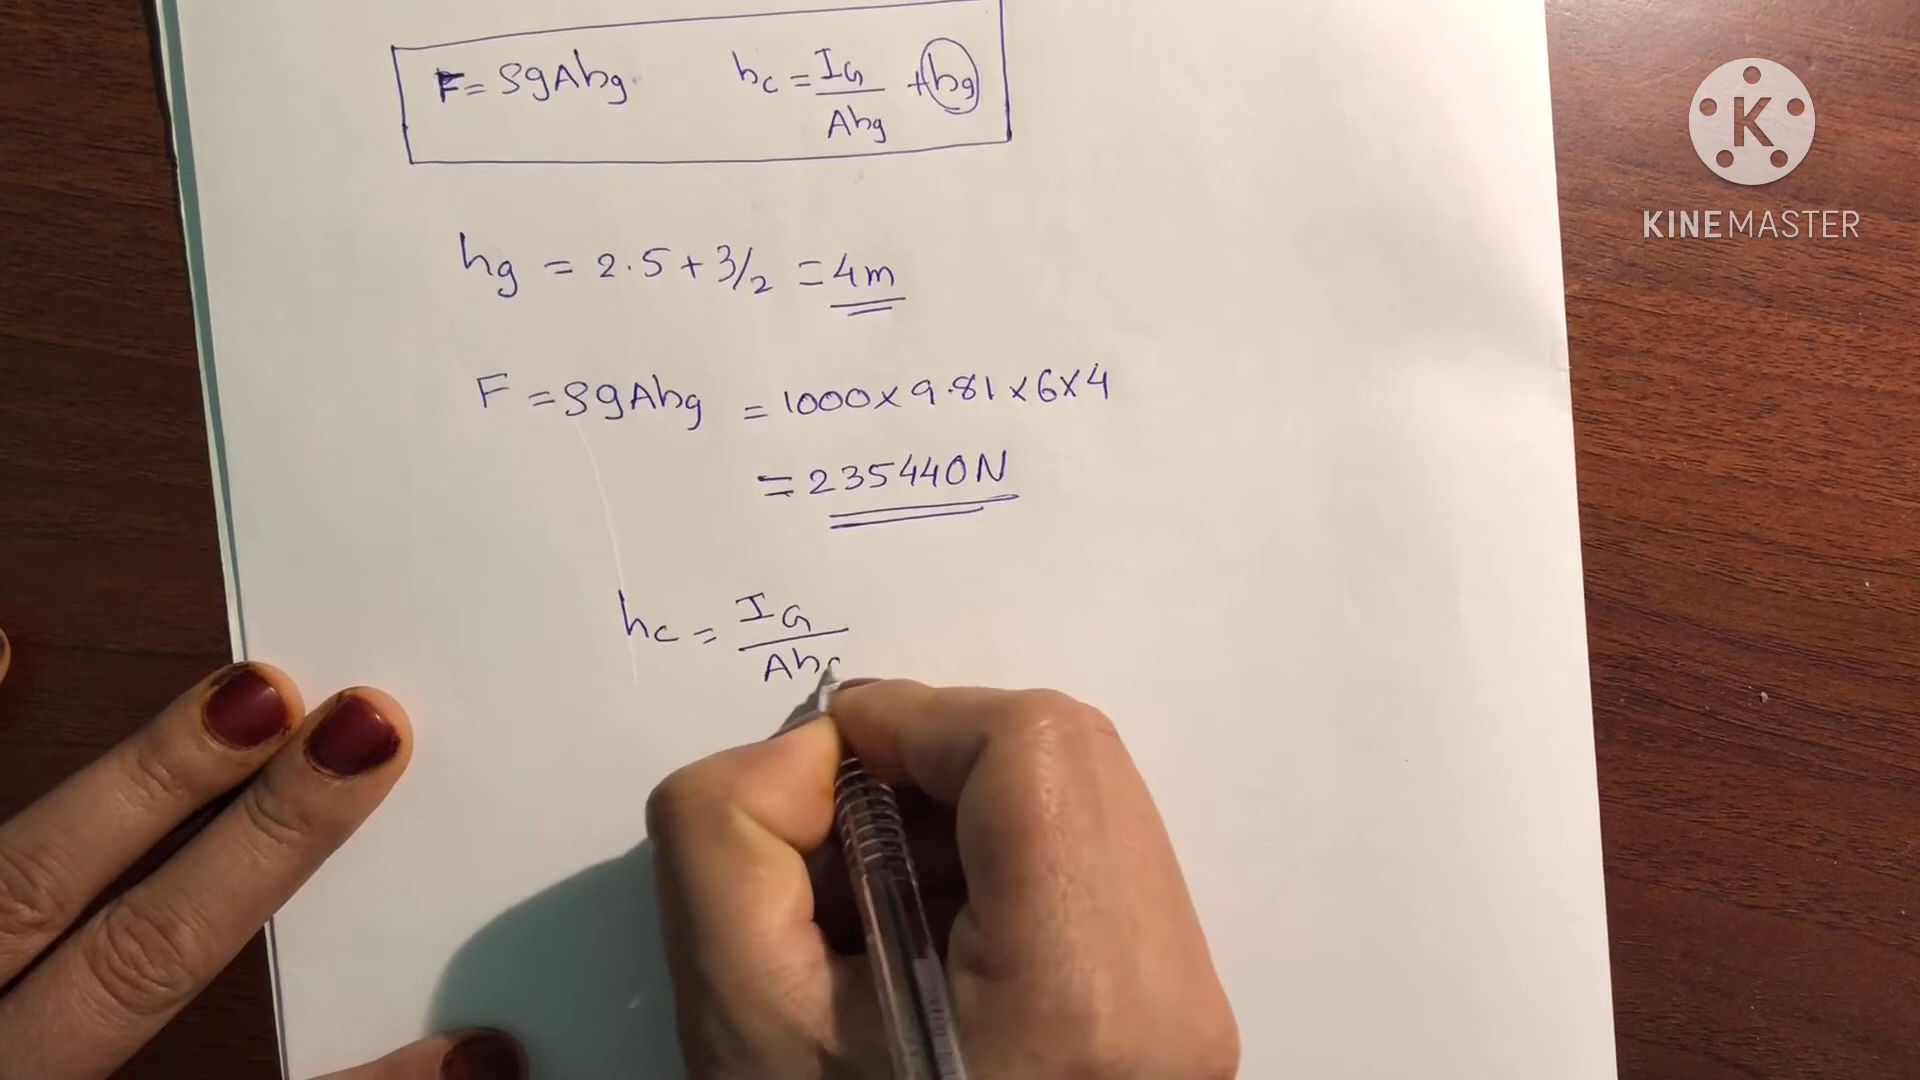 F = ρgAhg hc = IG/Ahg + hg
K
KINEMASTER
hg = 2.5 + 3/2 = 4m
F = ρgAhg = 1000 × 9.81 × 6 × 4
= 235440N
hc = IG/Ah